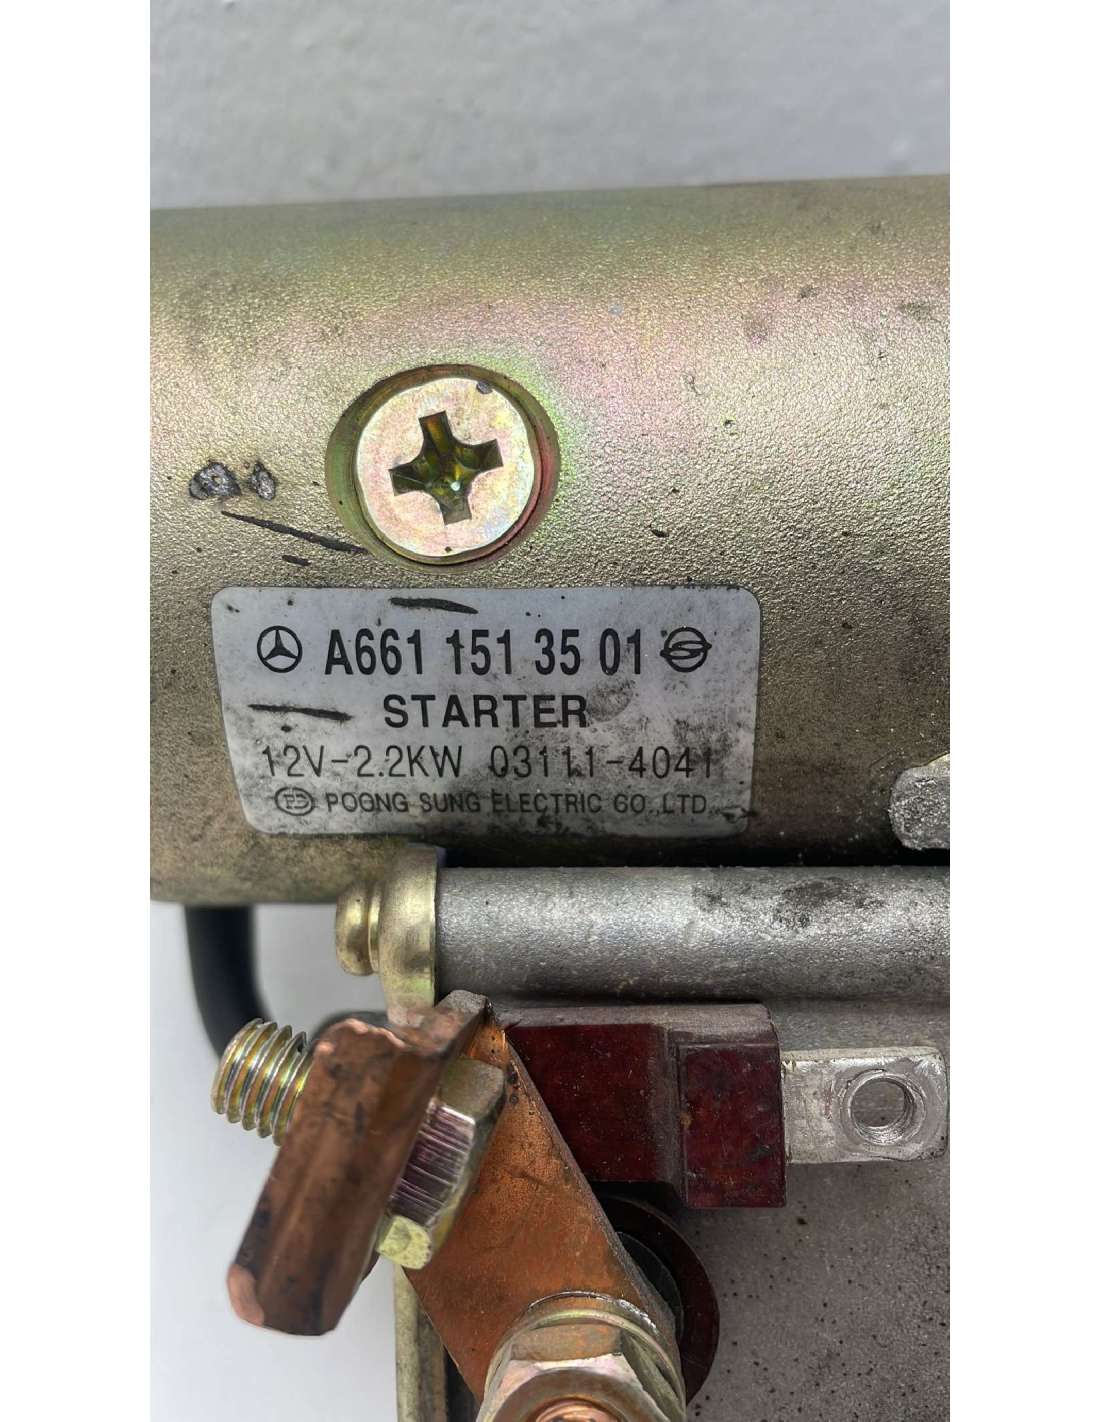 A661 151 35 01
STARTER
12V-2.2KW 03111-4041
POONG SUNG ELECTRIC CO.,LTD.